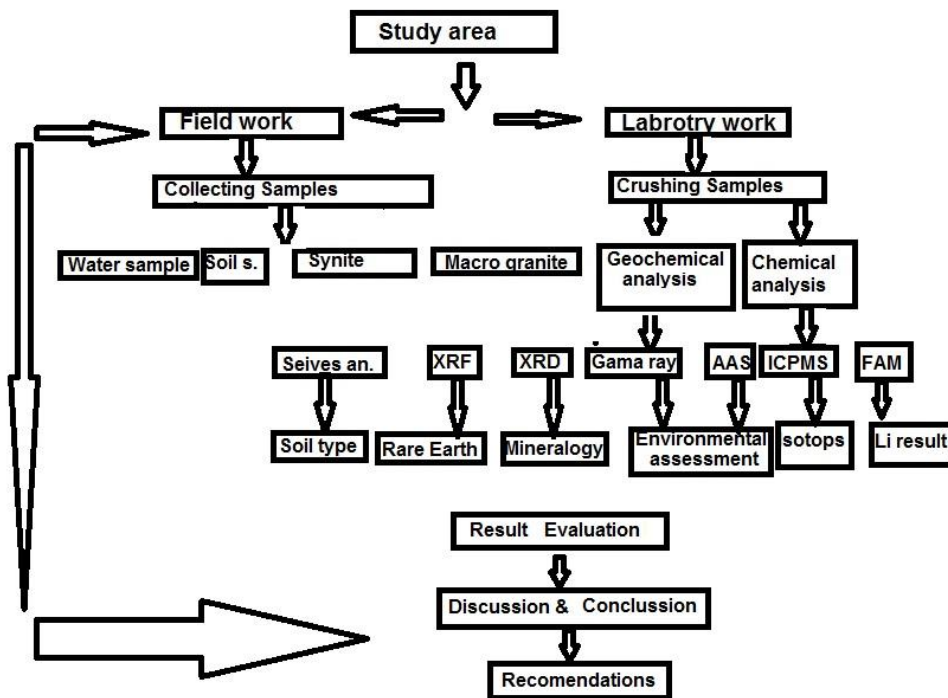 Study area
Field work
Labrotry work
Collecting Samples
Crushing Samples
Water sample
Soil s.
Synite
Macro granite
Geochemical
analysis
Chemical
analysis
Seives an.
XRF
XRD
Gama ray
AAS
ICPMS
FAM
Soil type
Rare Earth
Mineralogy
Environmental
assessment
sotops
Li result
Result Evaluation
Discussion & Conclussion
Recomendations